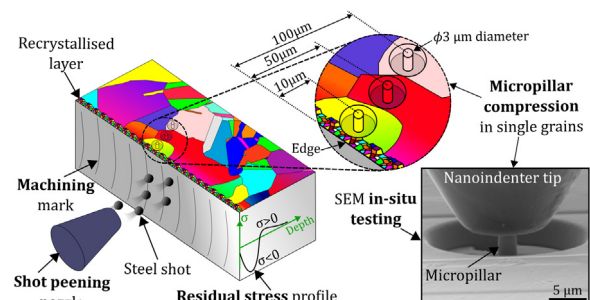 100μm
50μm
10μm
Recrystallised
layer
ϕ3 μm diameter
Micropillar
compression
in single grains
Edge
Machining
mark
σ
σ>0
Depth
σ<0
SEM in-situ
testing
Nanoindenter tip
Micropillar
5 μm
Steel shot
Shot peening
Residual stress profile